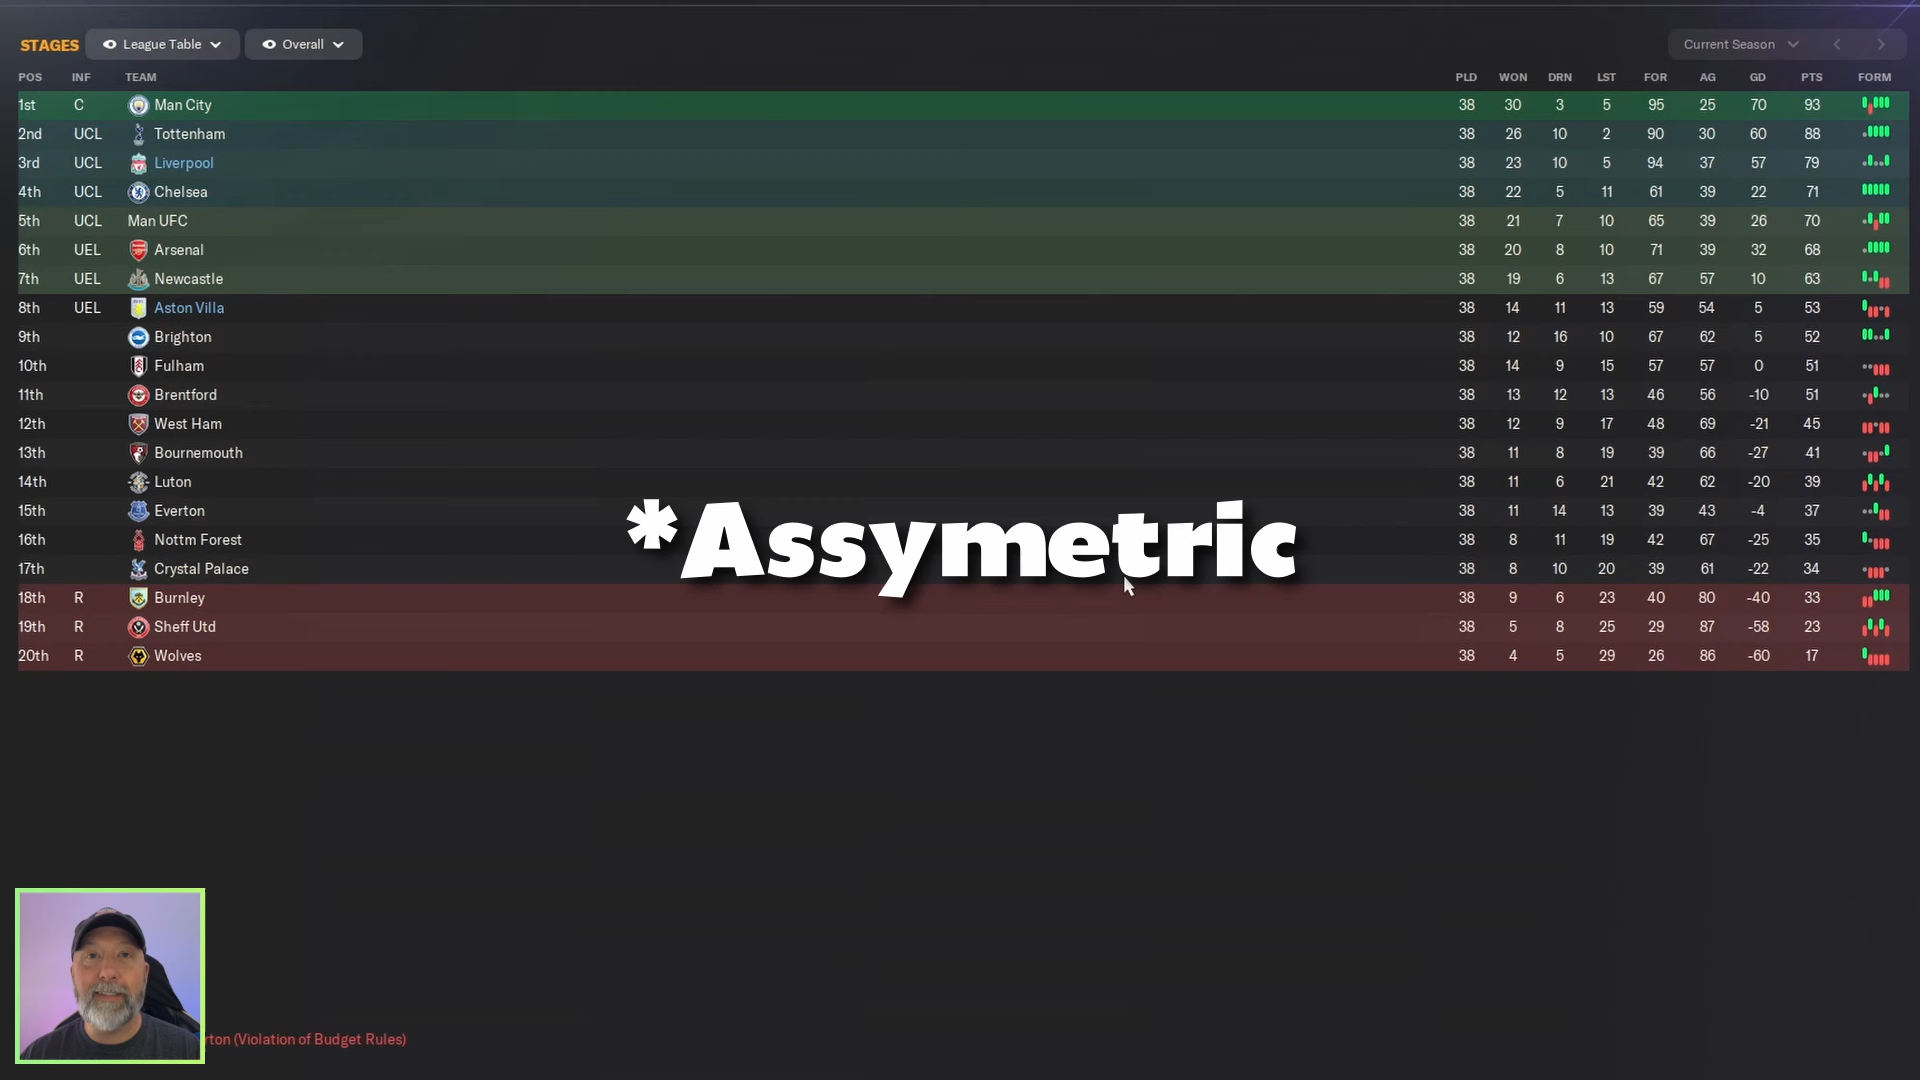 STAGES League Table Overall Current Season
POS INF TEAM PLD WON DRN LST FOR AG GD PTS FORM
1st C Man City 38 30 3 5 95 25 70 93
2nd UCL Tottenham 38 26 10 2 90 30 60 88
3rd UCL Liverpool 38 23 10 5 94 37 57 79
4th UCL Chelsea 38 22 5 11 61 39 22 71
5th UCL Man UFC 38 21 7 10 65 39 26 70
6th UEL Arsenal 38 20 8 10 71 39 32 68
7th UEL Newcastle 38 19 6 13 67 57 10 63
8th UEL Aston Villa 38 14 11 13 59 54 5 53
9th Brighton 38 12 16 10 67 62 5 52
10th Fulham 38 14 9 15 57 57 0 51
11th Brentford 38 13 12 13 46 56 -10 51
12th West Ham 38 12 9 17 48 69 -21 45
13th Bournemouth 38 11 8 19 39 66 -27 41
14th Luton 38 11 6 21 42 62 -20 39
15th Everton 38 11 14 13 39 43 -4 37
*Assymetric
16th Nottm Forest 38 8 11 19 42 67 -25 35
17th Crystal Palace 38 8 10 20 39 61 -22 34
18th R Burnley 38 9 6 23 40 80 -40 33
19th R Sheff Utd 38 5 8 25 29 87 -58 23
20th R Wolves 38 4 5 29 26 86 -60 17
rton (Violation of Budget Rules)